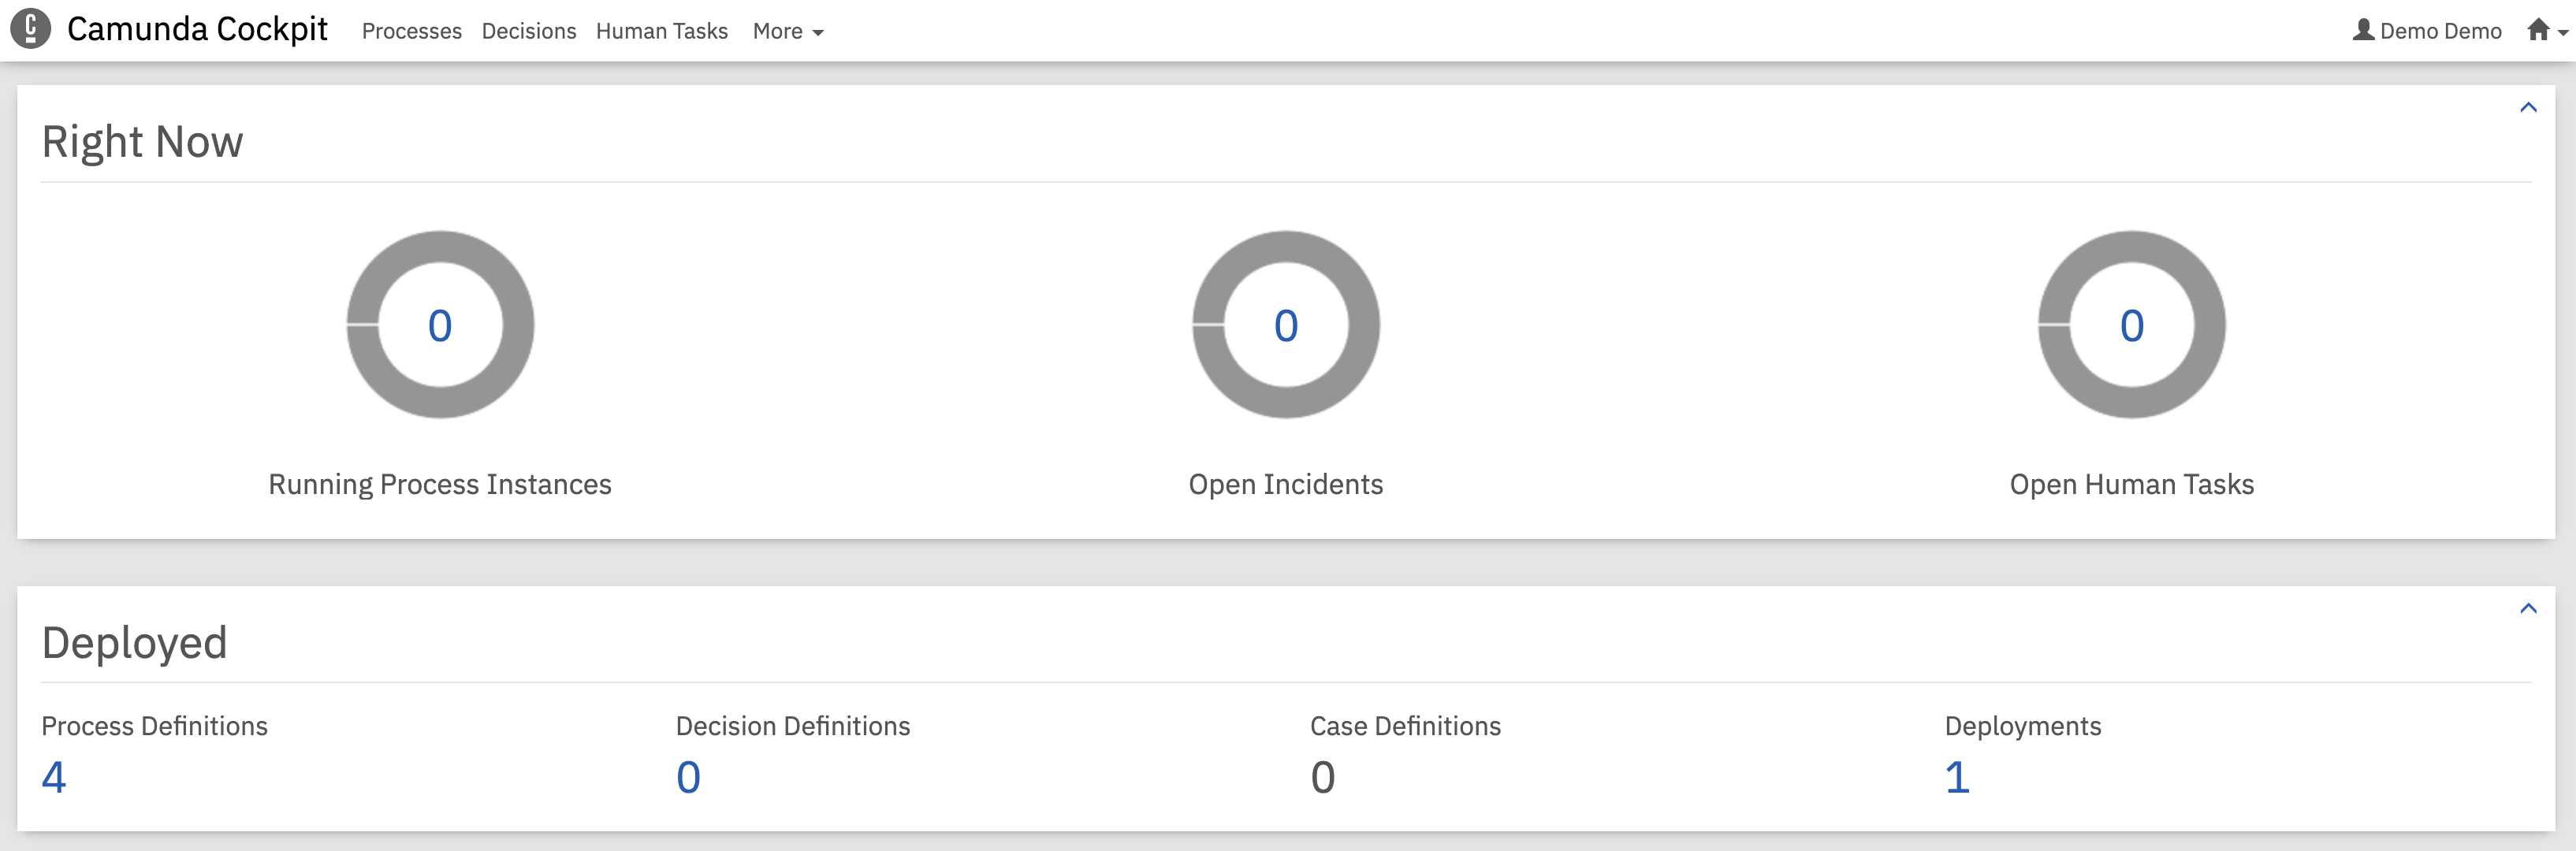 Camunda Cockpit Processes Decisions Human Tasks More Demo Demo
Right Now
0 0 0
Running Process Instances Open Incidents Open Human Tasks
Deployed
Process Definitions Decision Definitions Case Definitions Deployments
4 0 0 1